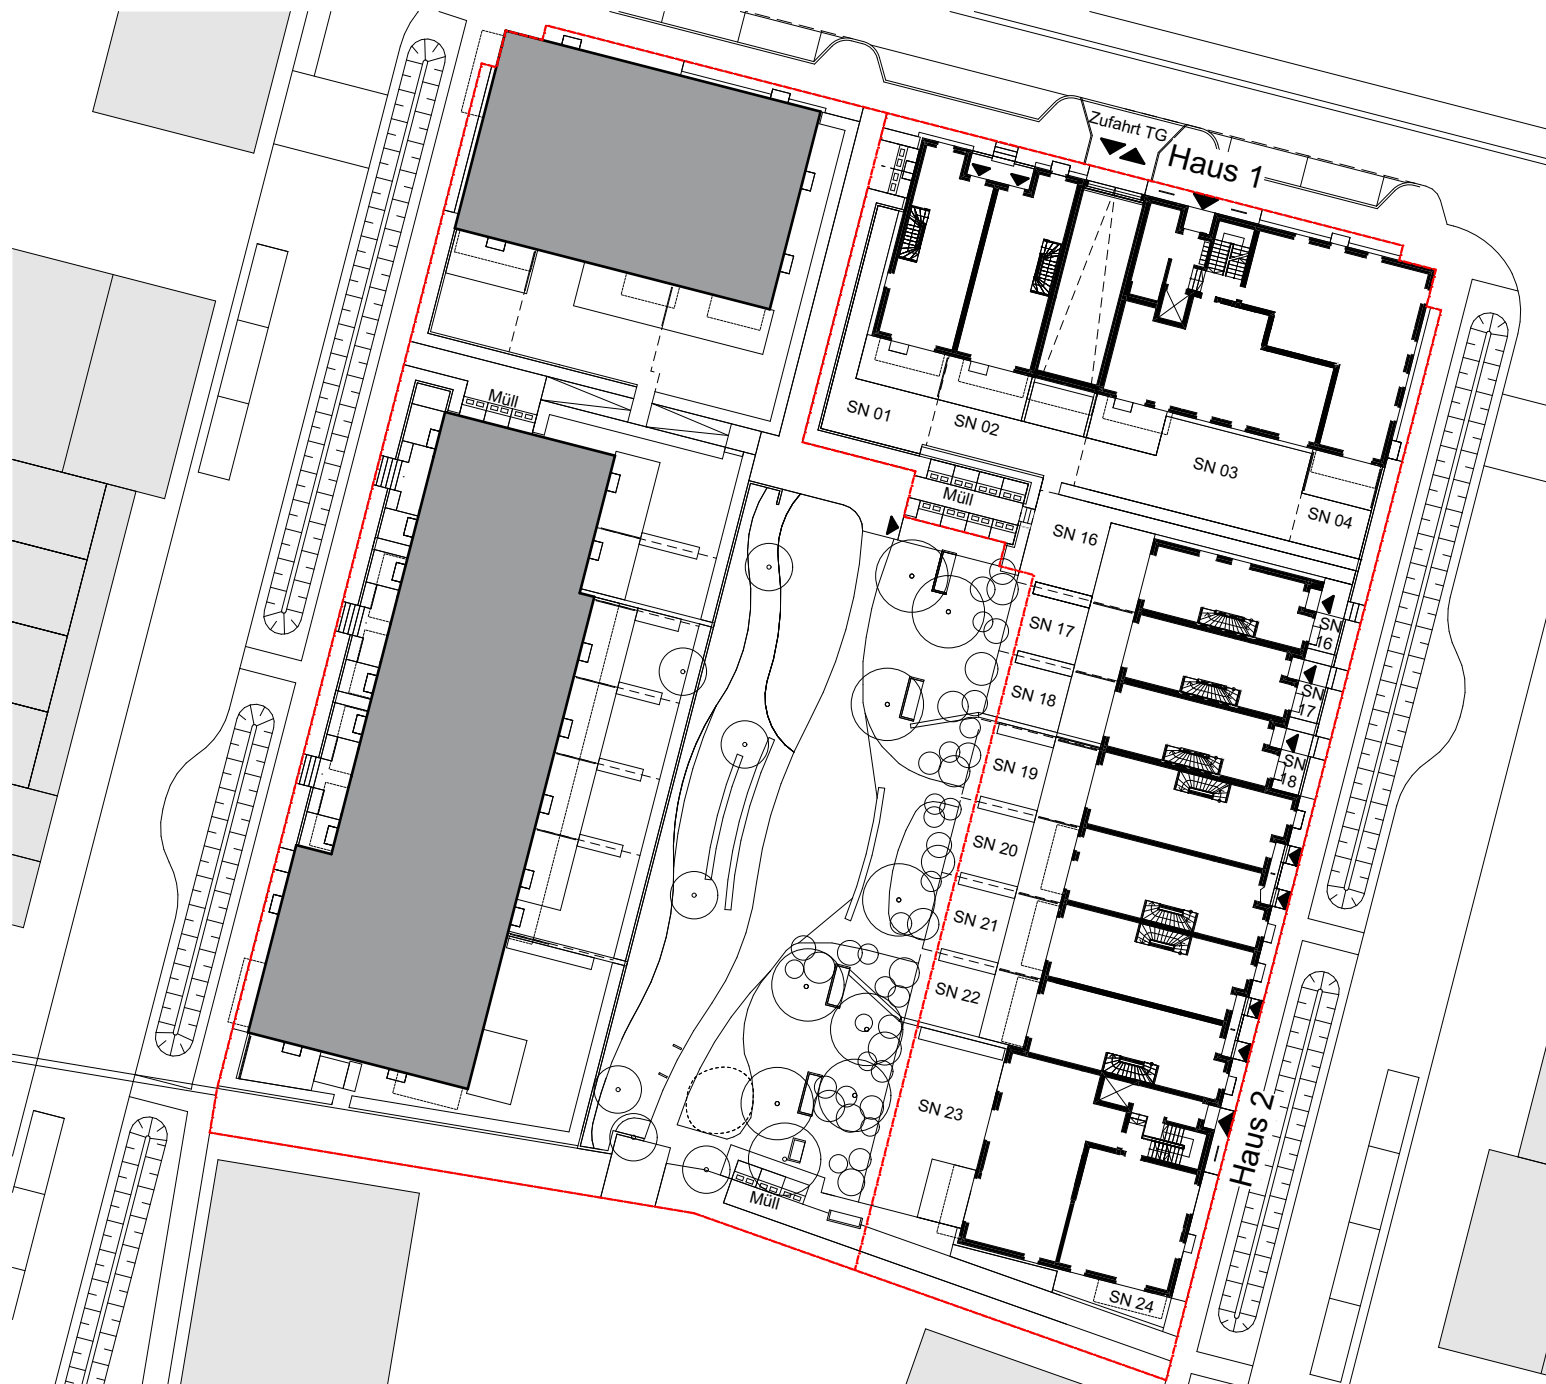 Zufahrt TG
Haus 1
Müll
SN 01
SN 02
SN 03
SN 04
Müll
SN 16
SN 17
SN 18
SN 19
SN 20
SN 21
SN 22
SN 23
SN 24
SN
16
SN
17
SN
18
Haus 2
Müll